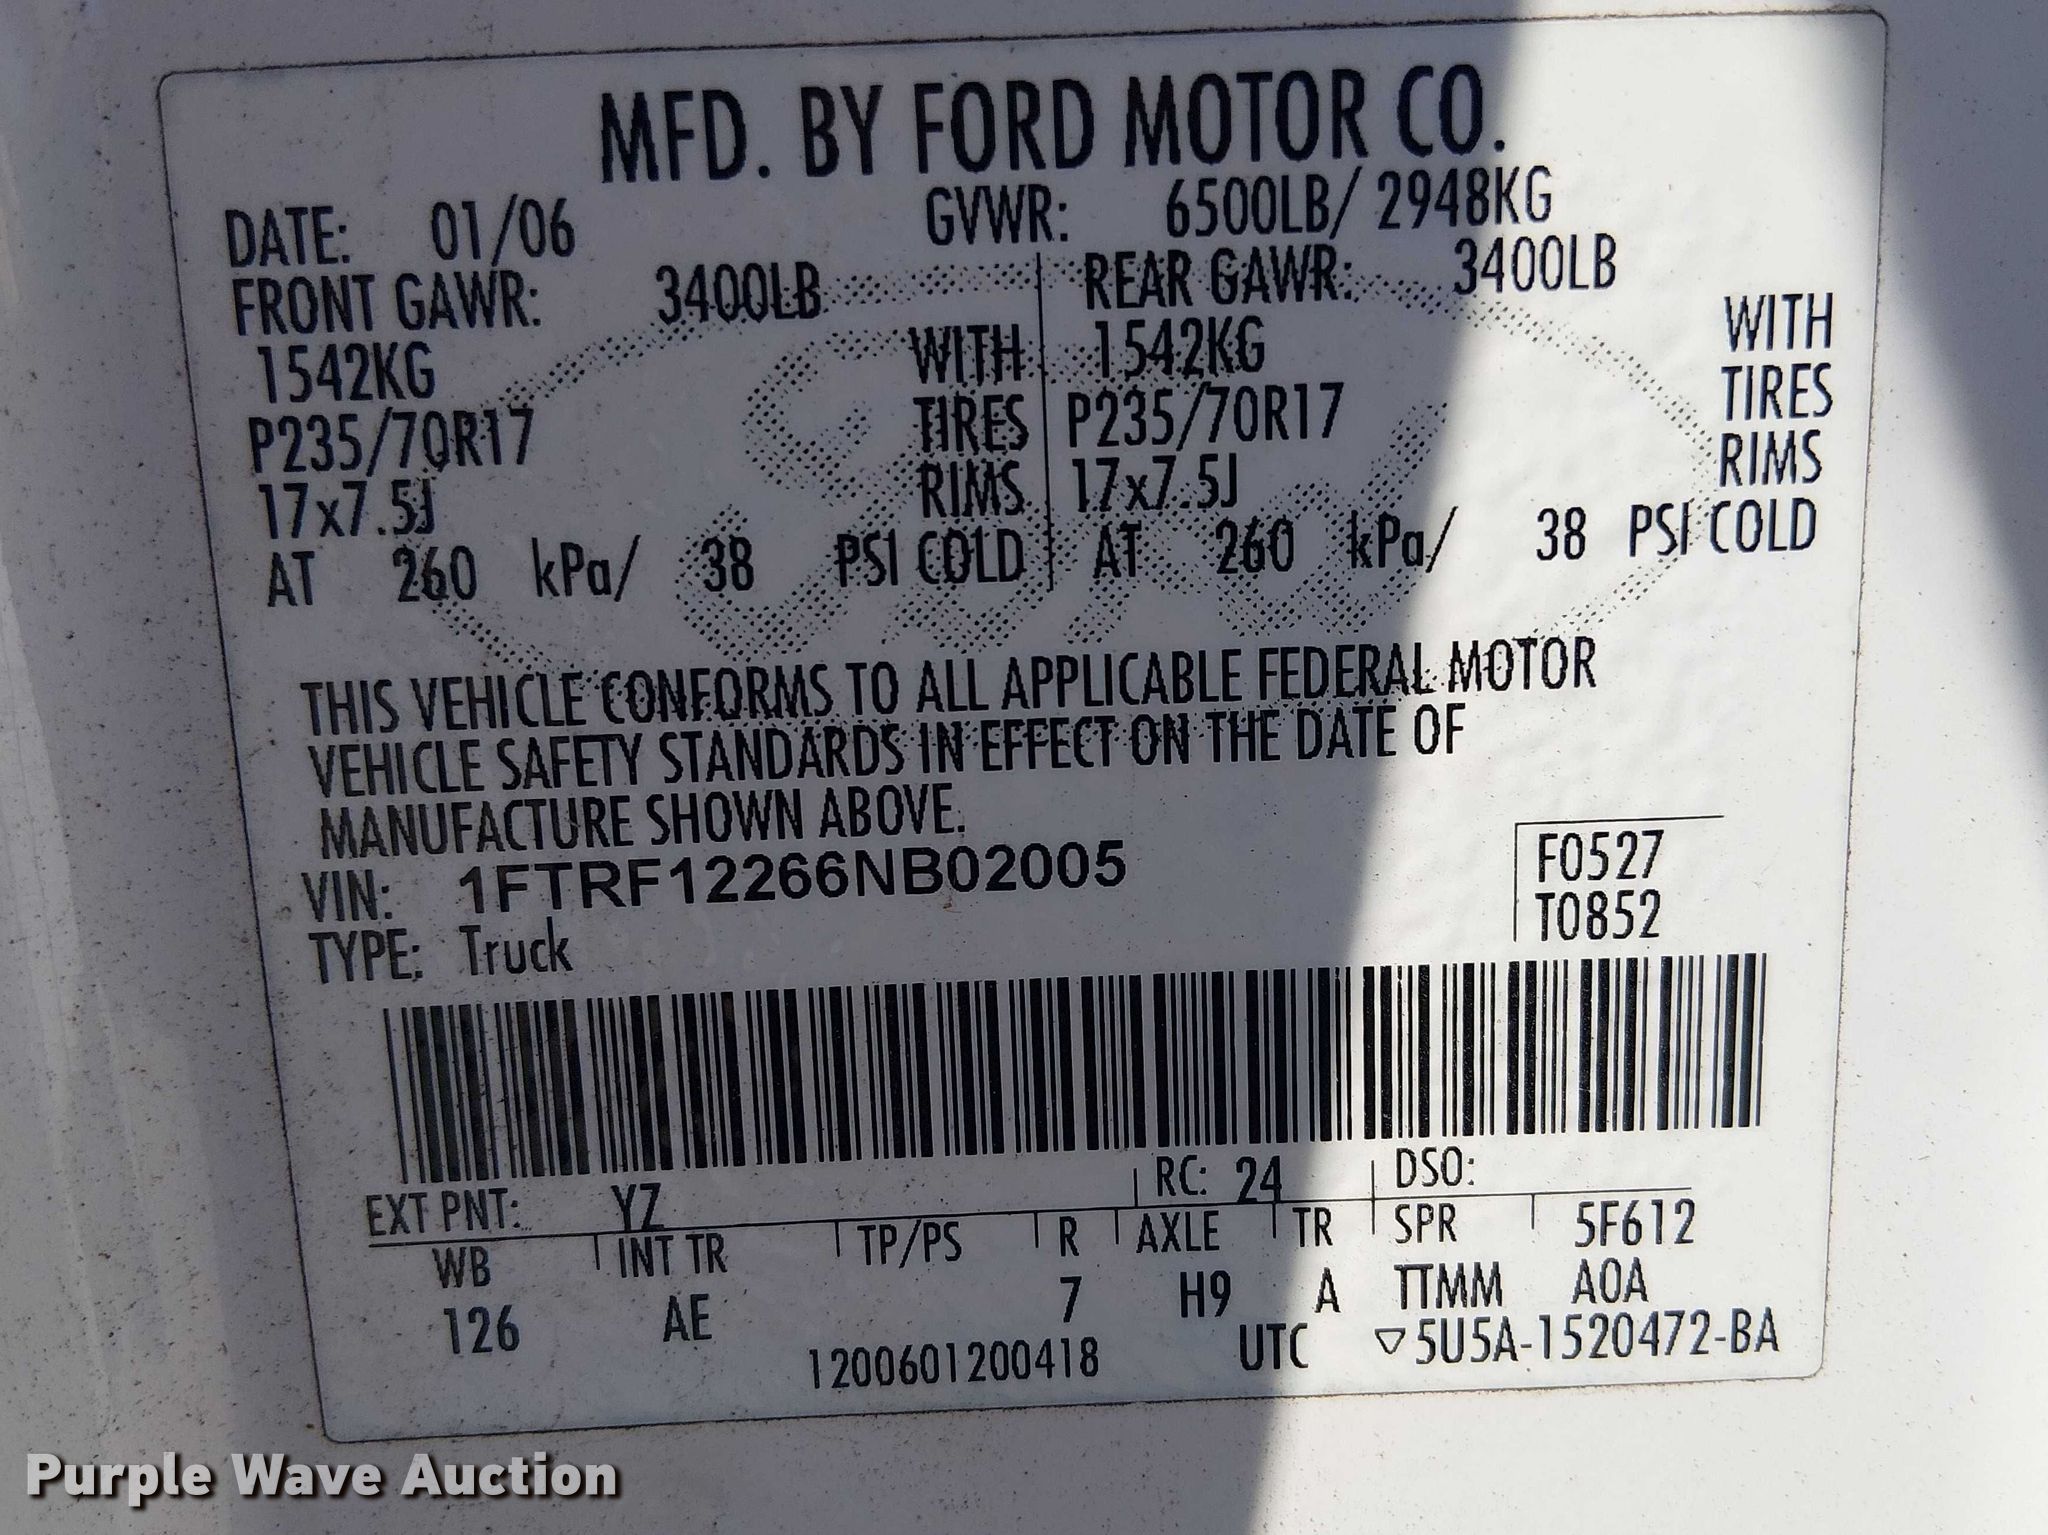 MFD. BY FORD MOTOR CO.
DATE: 01/06 GVWR: 6500LB/ 2948KG
FRONT GAWR: 3400LB REAR GAWR: 3400LB
1542KG WITH 1542KG WITH
P235/70R17 TIRES P235/70R17 TIRES
17x7.5J RIMS 17x7.5J RIMS
AT 260 kPa/ 38 PSI COLD AT 260 kPa/ 38 PSI COLD
THIS VEHICLE CONFORMS TO ALL APPLICABLE FEDERAL MOTOR
VEHICLE SAFETY STANDARDS IN EFFECT ON THE DATE OF
MANUFACTURE SHOWN ABOVE.
VIN: 1FTRF12266NB02005 F0527
TYPE: Truck T0852
EXT PNT: YZ RC: 24 DSO:
WB INT TR TP/PS R AXLE TR SPR 5F612
126 AE 7 H9 A TTMM A0A
1200601200418 UTC ▽5U5A-1520472-BA
Purple Wave Auction